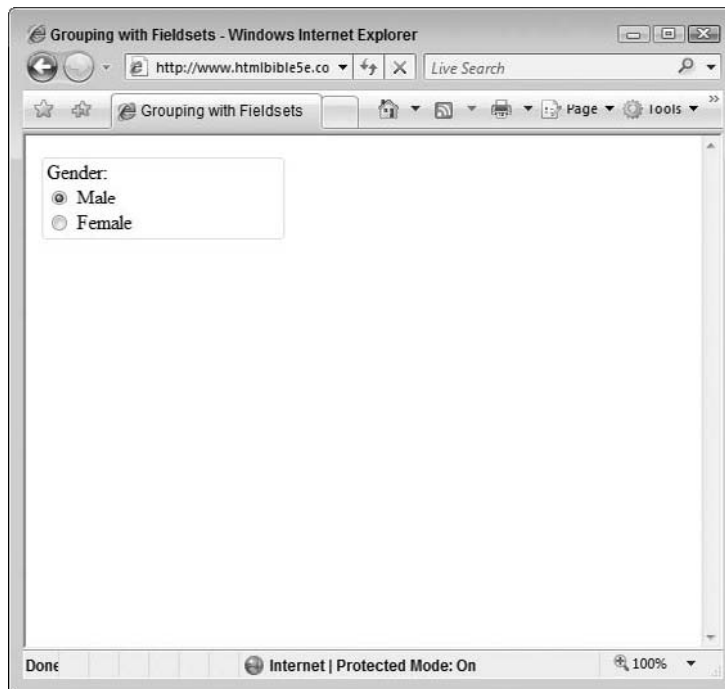 Grouping with Fieldsets - Windows Internet Explorer
http://www.htmlbible5e.co
Live Search
Grouping with Fieldsets
Page
Tools
Gender:
Male
Female
Done
Internet | Protected Mode: On
100%